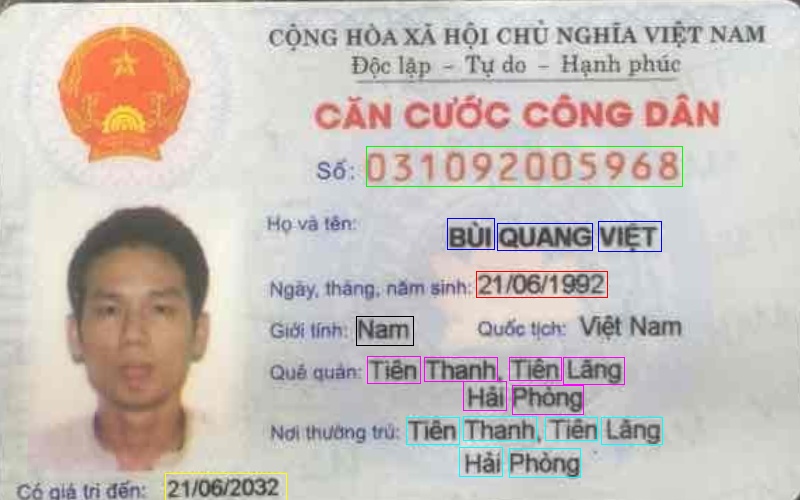 CỘNG HÒA XÃ HỘI CHỦ NGHĨA VIỆT NAM
Độc lập - Tự do - Hạnh phúc
CĂN CƯỚC CÔNG DÂN
Số: 031092005968
Họ và tên:
BÙI QUANG VIỆT
Ngày, tháng, năm sinh: 21/06/1992
Giới tính: Nam Quốc tịch: Việt Nam
Quê quán: Tiên Thanh, Tiên Lãng
Hải Phòng
Nơi thường trú: Tiên Thanh, Tiên Lãng
Hải Phòng
Có giá trị đến: 21/06/2032